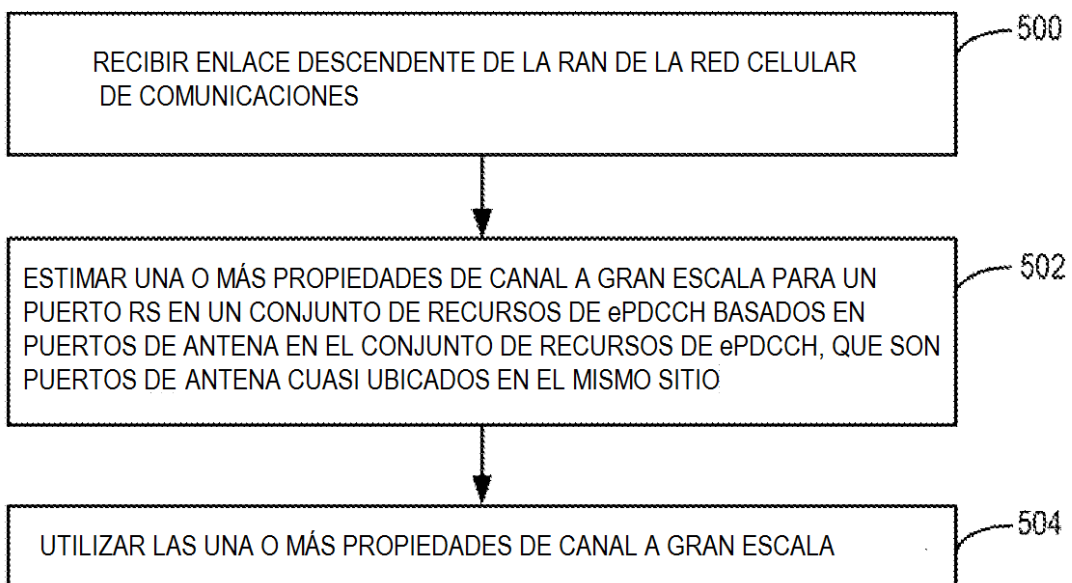 RECIBIR ENLACE DESCENDENTE DE LA RAN DE LA RED CELULAR
DE COMUNICACIONES
500
ESTIMAR UNA O MÁS PROPIEDADES DE CANAL A GRAN ESCALA PARA UN
PUERTO RS EN UN CONJUNTO DE RECURSOS DE ePDCCH BASADOS EN
PUERTOS DE ANTENA EN EL CONJUNTO DE RECURSOS DE ePDCCH, QUE SON
PUERTOS DE ANTENA CUASI UBICADOS EN EL MISMO SITIO
502
UTILIZAR LAS UNA O MÁS PROPIEDADES DE CANAL A GRAN ESCALA
504